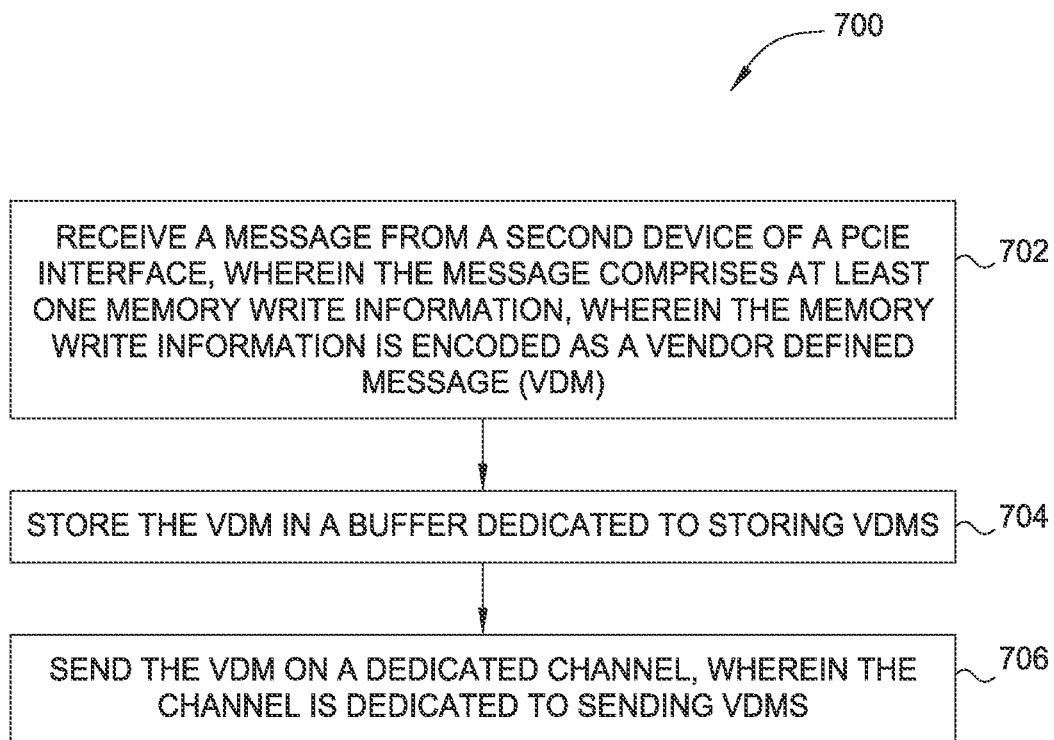 700
RECEIVE A MESSAGE FROM A SECOND DEVICE OF A PCIE
INTERFACE, WHEREIN THE MESSAGE COMPRISES AT LEAST
ONE MEMORY WRITE INFORMATION, WHEREIN THE MEMORY
WRITE INFORMATION IS ENCODED AS A VENDOR DEFINED
MESSAGE (VDM)
702
STORE THE VDM IN A BUFFER DEDICATED TO STORING VDMS
704
SEND THE VDM ON A DEDICATED CHANNEL, WHEREIN THE
CHANNEL IS DEDICATED TO SENDING VDMS
706